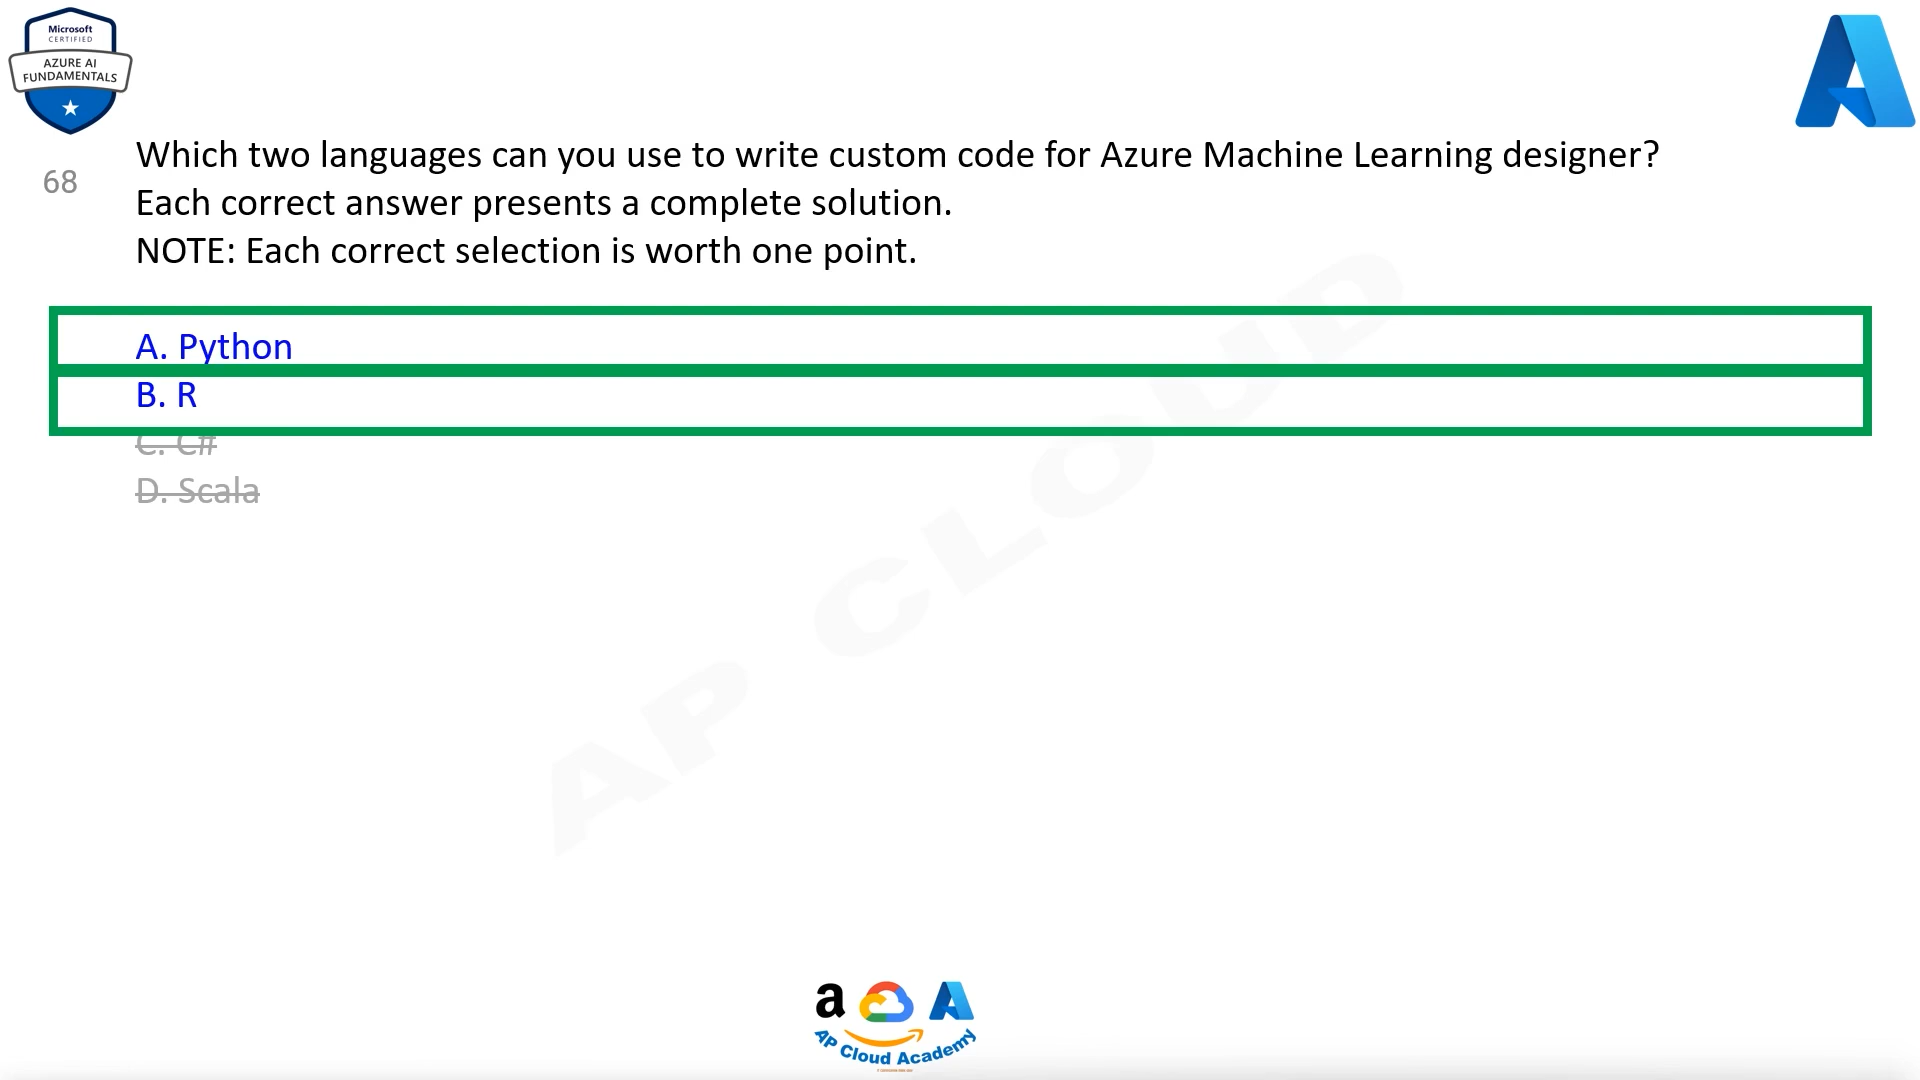 Microsoft
CERTIFIED
AZURE AI
FUNDAMENTALS
68
Which two languages can you use to write custom code for Azure Machine Learning designer?
Each correct answer presents a complete solution.
NOTE: Each correct selection is worth one point.
A. Python
B. R
C. C#
D. Scala
AP CLOUD
a
AP Cloud Academy